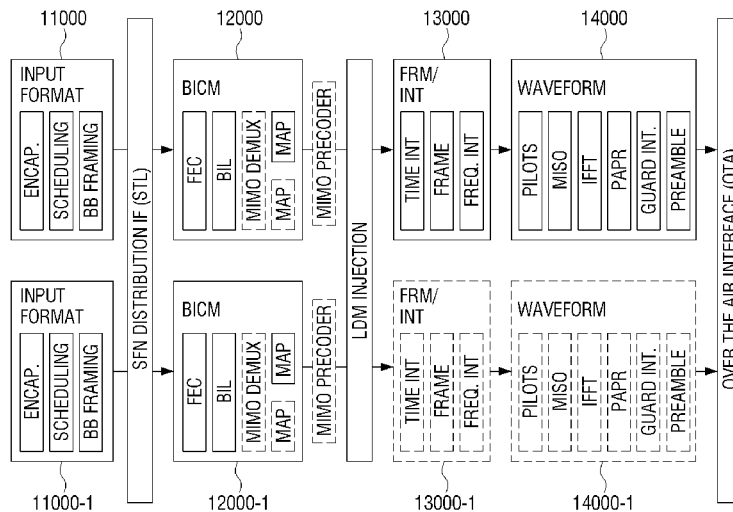 11000
12000
13000
14000
INPUT
FORMAT
ENCAP.
SCHEDULING
BB FRAMING
SFN DISTRIBUTION IF (STL)
BICM
FEC
BIL
MIMO DEMUX
MAP
MAP
MIMO PRECODER
LDM INJECTION
FRM/
INT
TIME INT
FRAME
FREQ. INT
WAVEFORM
PILOTS
MISO
IFFT
PAPR
GUARD INT.
PREAMBLE
OVER THE AIR INTERFACE (OTA)
INPUT
FORMAT
ENCAP.
SCHEDULING
BB FRAMING
BICM
FEC
BIL
MIMO DEMUX
MAP
MAP
MIMO PRECODER
FRM/
INT
TIME INT
FRAME
FREQ. INT
WAVEFORM
PILOTS
MISO
IFFT
PAPR
GUARD INT.
PREAMBLE
11000-1
12000-1
13000-1
14000-1